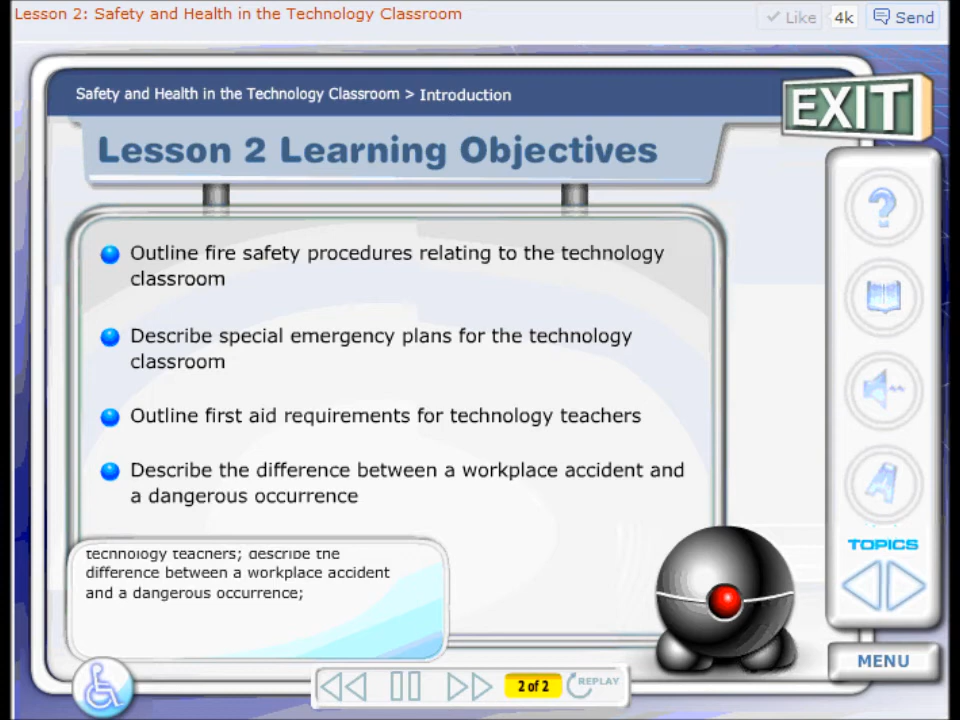 Lesson 2: Safety and Health in the Technology Classroom
Like 4k Send
Safety and Health in the Technology Classroom > Introduction
EXIT
Lesson 2 Learning Objectives
Outline fire safety procedures relating to the technology
classroom
Describe special emergency plans for the technology
classroom
Outline first aid requirements for technology teachers
Describe the difference between a workplace accident and
a dangerous occurrence
technology teachers; describe the
difference between a workplace accident
and a dangerous occurrence;
?
A
TOPICS
MENU
2 of 2
REPLAY